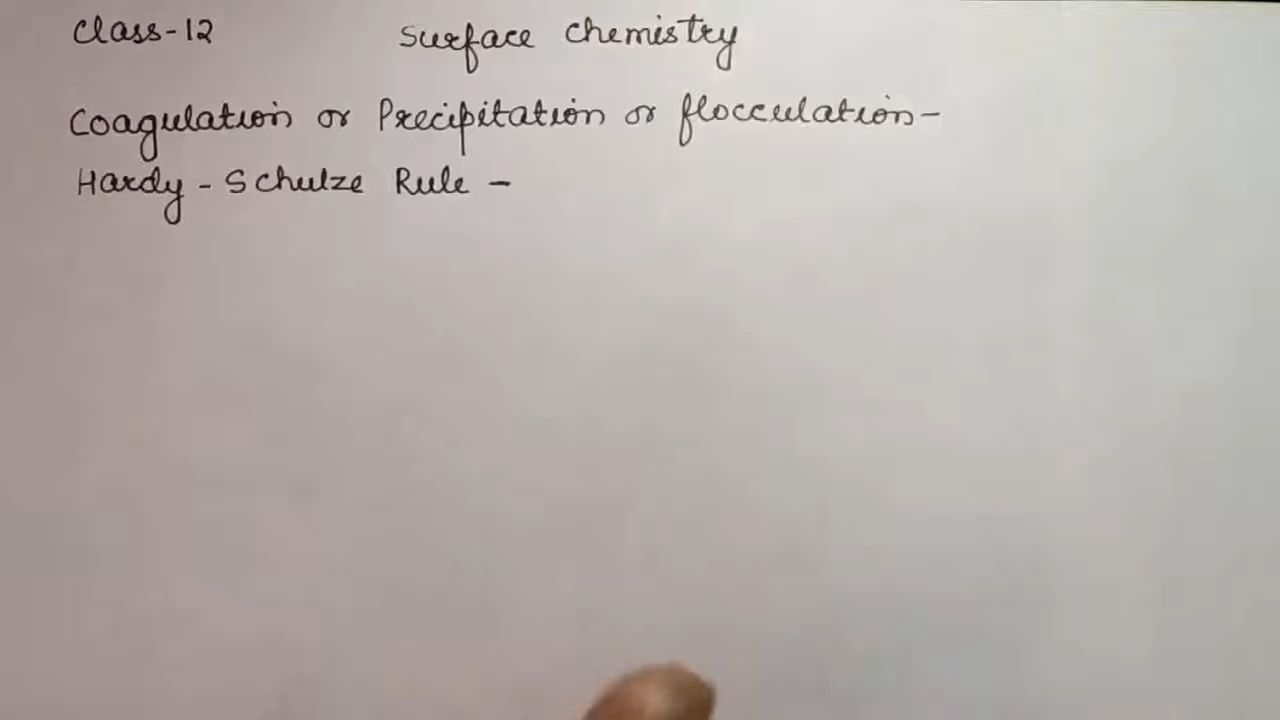 Class-12 Surface Chemistry
Coagulation or Precipitation or flocculation-
Hardy - Schulze Rule -